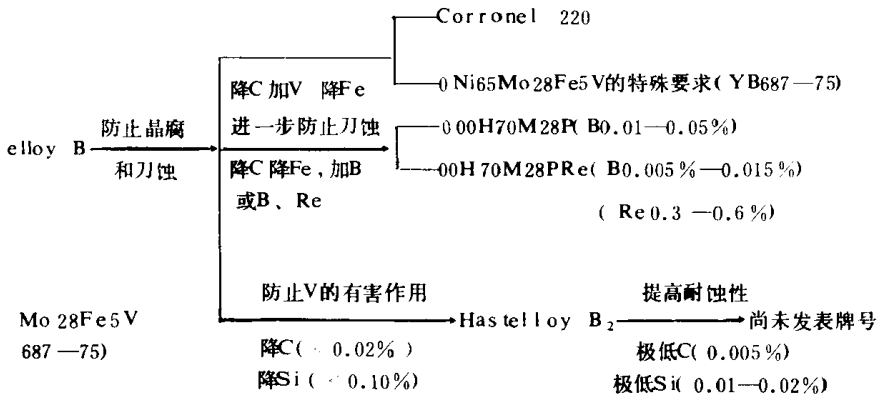 Corronel 220
降C 加V 降Fe
0Ni65Mo28Fe5V的特殊要求(YB687—75)
进一步防止刀蚀
elloy B
防止晶腐
和刀蚀
000H70M28P(B0.01—0.05%)
降C降Fe,加B
或B、Re
00H70M28PRe(B0.005%—0.015%)
(Re0.3—0.6%)
Mo28Fe5V
687—75)
防止V的有害作用
降C( 0.02%)
降Si( 0.10%)
Hastelloy B₂
提高耐蚀性
极低C(0.005%)
极低Si(0.01—0.02%)
尚未发表牌号